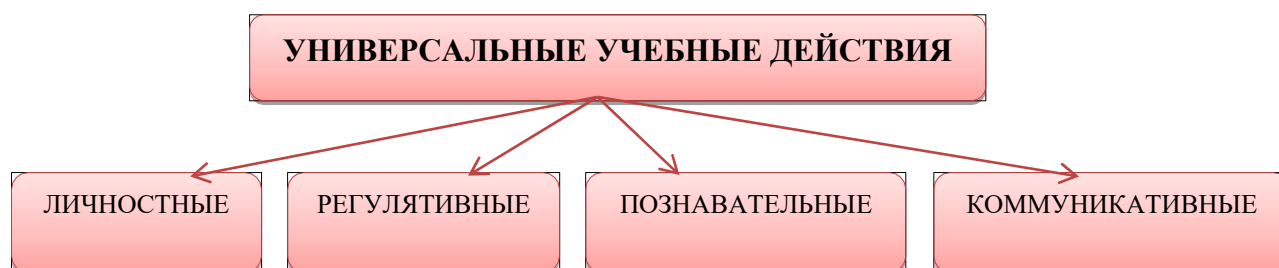 УНИВЕРСАЛЬНЫЕ УЧЕБНЫЕ ДЕЙСТВИЯ
ЛИЧНОСТНЫЕ
РЕГУЛЯТИВНЫЕ
ПОЗНАВАТЕЛЬНЫЕ
КОММУНИКАТИВНЫЕ